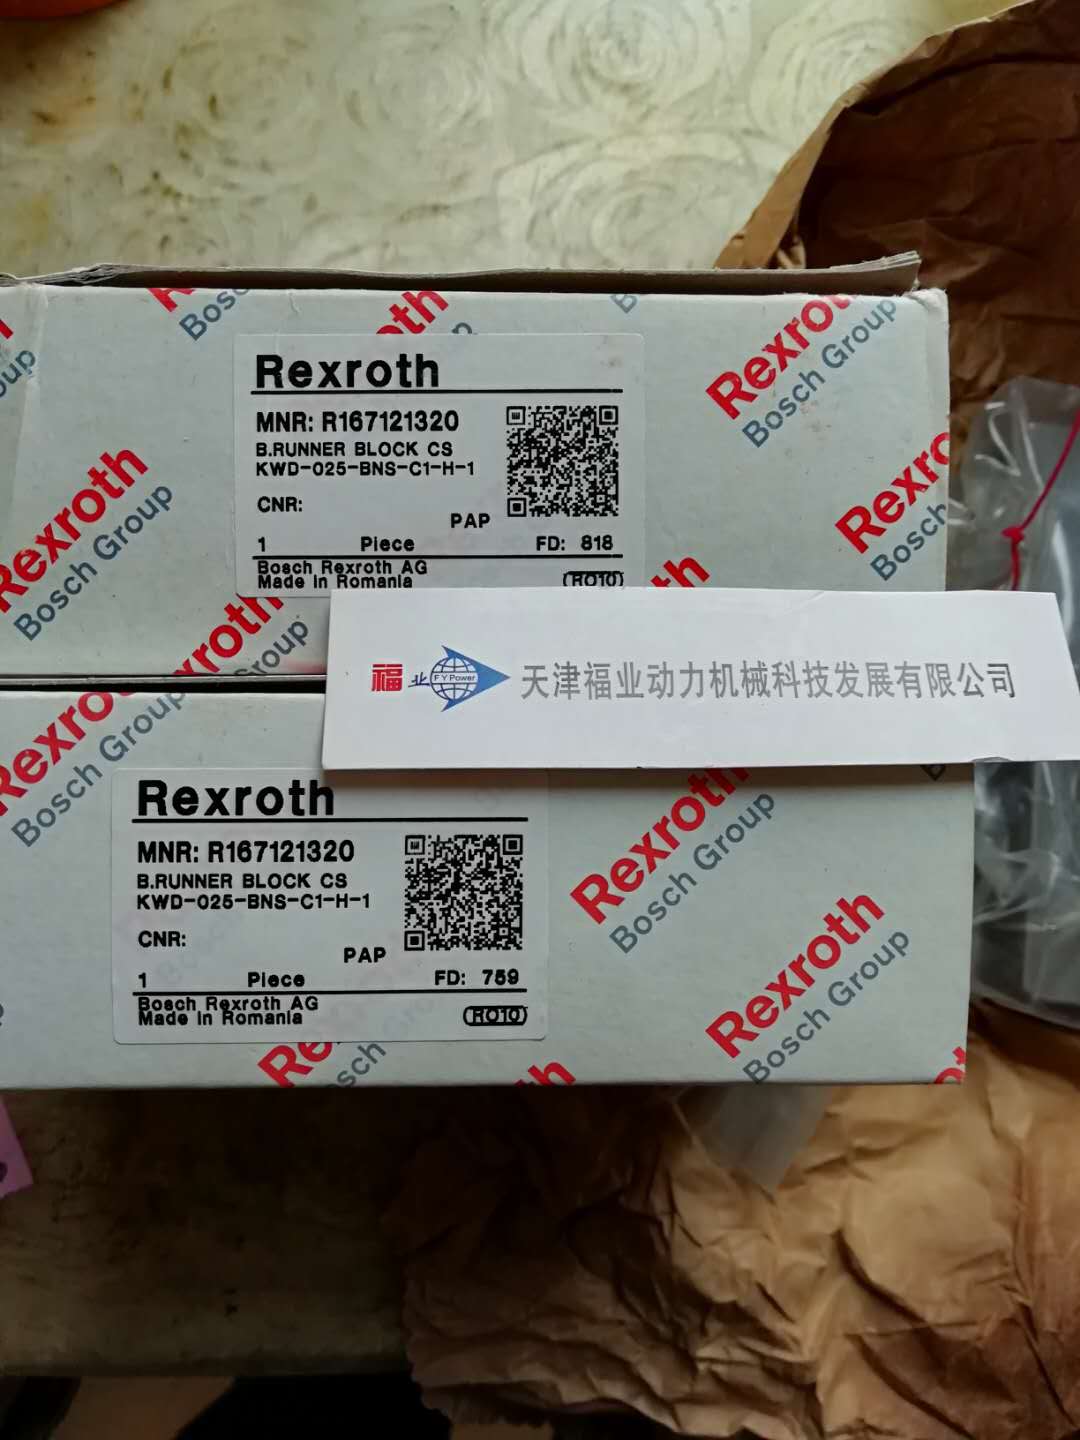 Rexroth
MNR: R167121320
B.RUNNER BLOCK CS
KWD-025-BNS-C1-H-1
CNR:
PAP
1 Piece FD: 818
Bosch Rexroth AG
Made in Romania
(RO10)
福业 FY Power 天津福业动力机械科技发展有限公司
Rexroth
MNR: R167121320
B.RUNNER BLOCK CS
KWD-025-BNS-C1-H-1
CNR:
PAP
1 Piece FD: 759
Bosch Rexroth AG
Made in Romania
(RO10)
Rexroth
Bosch Group
Rexroth
Bosch Group
Rexroth
Bosch Group
Rexroth
Bosch Group
Rexroth
Bosch Group